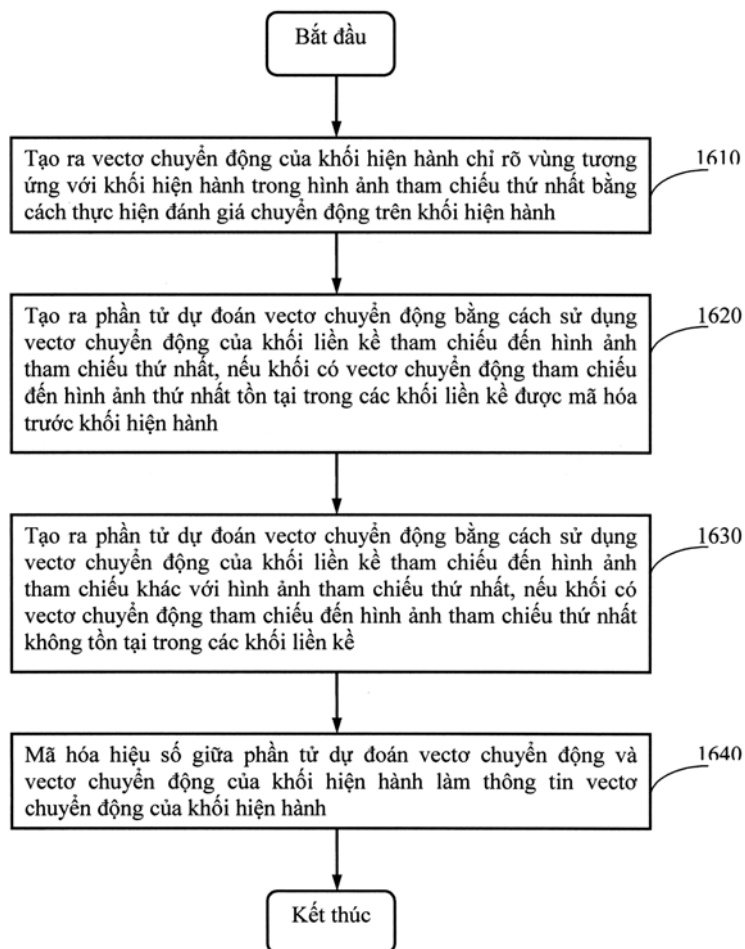 Bắt đầu
Tạo ra vectơ chuyển động của khối hiện hành chỉ rõ vùng tương
ứng với khối hiện hành trong hình ảnh tham chiếu thứ nhất bằng
cách thực hiện đánh giá chuyển động trên khối hiện hành
1610
Tạo ra phần tử dự đoán vectơ chuyển động bằng cách sử dụng
vectơ chuyển động của khối liền kề tham chiếu đến hình ảnh
tham chiếu thứ nhất, nếu khối có vectơ chuyển động tham chiếu
đến hình ảnh thứ nhất tồn tại trong các khối liền kề được mã hóa
trước khối hiện hành
1620
Tạo ra phần tử dự đoán vectơ chuyển động bằng cách sử dụng
vectơ chuyển động của khối liền kề tham chiếu đến hình ảnh
tham chiếu khác với hình ảnh tham chiếu thứ nhất, nếu khối có
vectơ chuyển động tham chiếu đến hình ảnh tham chiếu thứ nhất
không tồn tại trong các khối liền kề
1630
Mã hóa hiệu số giữa phần tử dự đoán vectơ chuyển động và
vectơ chuyển động của khối hiện hành làm thông tin vectơ
chuyển động của khối hiện hành
1640
Kết thúc